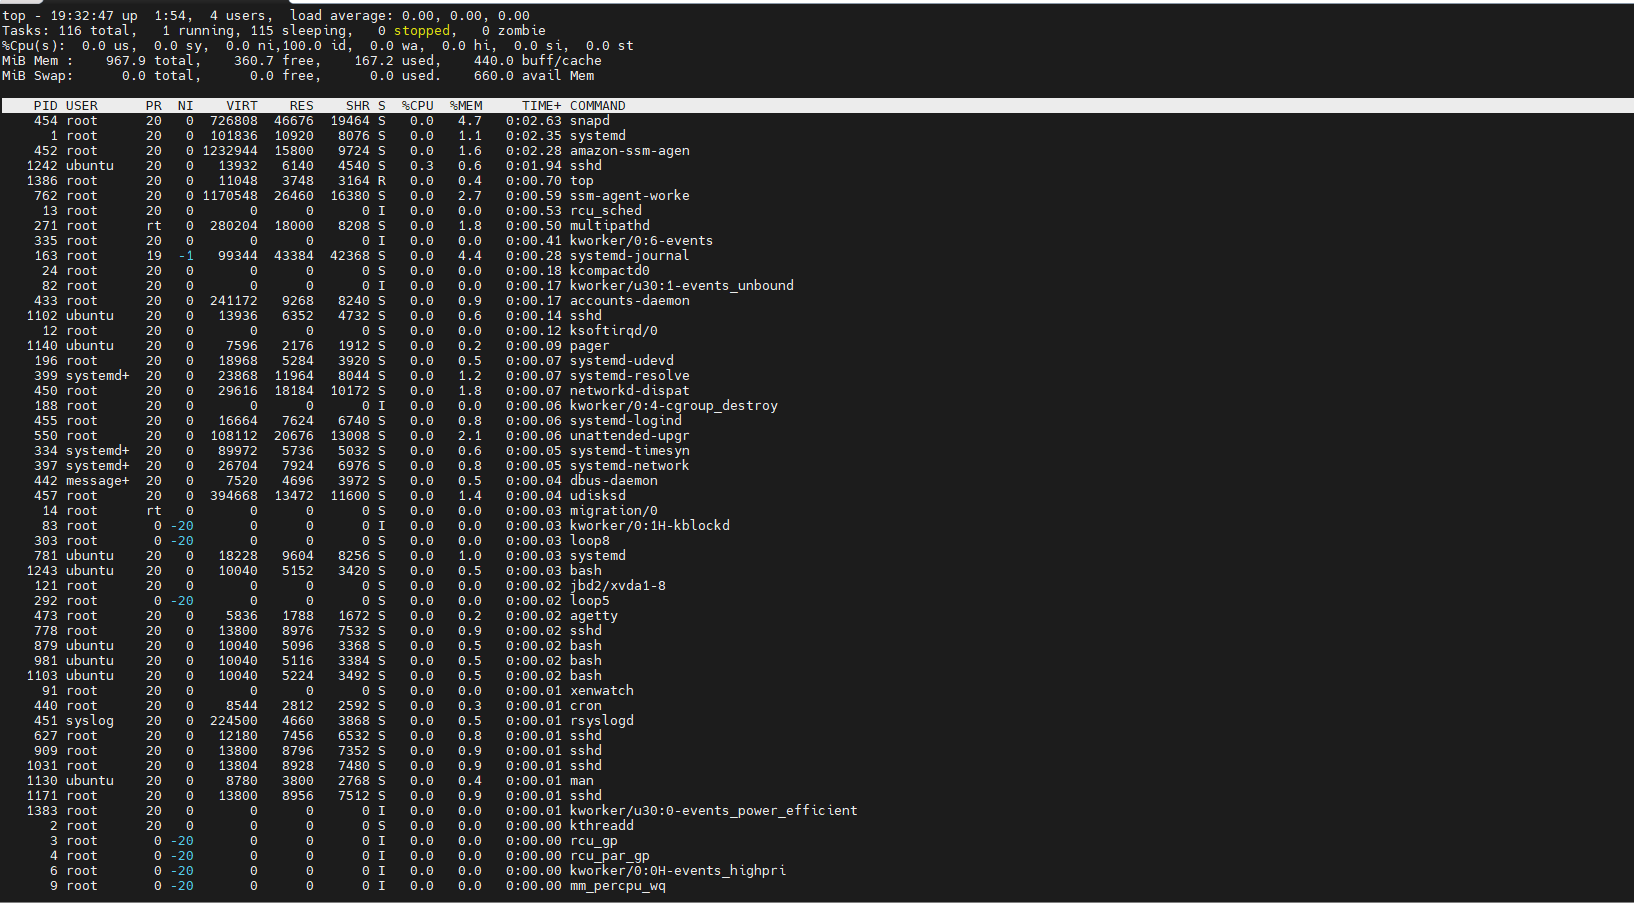 top - 19:32:47 up  1:54,  4 users,  load average: 0.00, 0.00, 0.00
Tasks: 116 total,   1 running, 115 sleeping,   0 stopped,   0 zombie
%Cpu(s):  0.0 us,  0.0 sy,  0.0 ni,100.0 id,  0.0 wa,  0.0 hi,  0.0 si,  0.0 st
MiB Mem :    967.9 total,    360.7 free,    167.2 used,    440.0 buff/cache
MiB Swap:      0.0 total,      0.0 free,      0.0 used.    660.0 avail Mem
PID USER      PR  NI    VIRT    RES    SHR S  %CPU  %MEM     TIME+ COMMAND
454 root      20   0  726808  46676  19464 S   0.0   4.7   0:02.63 snapd
1 root      20   0  101836  10920   8076 S   0.0   1.1   0:02.35 systemd
452 root      20   0 1232944  15800   9724 S   0.0   1.6   0:02.28 amazon-ssm-agen
1242 ubuntu    20   0   13932   6140   4540 S   0.3   0.6   0:01.94 sshd
1386 root      20   0   11048   3748   3164 R   0.0   0.4   0:00.70 top
762 root      20   0 1170548  26460  16380 S   0.0   2.7   0:00.59 ssm-agent-worke
13 root      20   0       0      0      0 I   0.0   0.0   0:00.53 rcu_sched
271 root      rt   0  280204  18000   8208 S   0.0   1.8   0:00.50 multipathd
335 root      20   0       0      0      0 I   0.0   0.0   0:00.41 kworker/0:6-events
163 root      19  -1   99344  43384  42368 S   0.0   4.4   0:00.28 systemd-journal
24 root      20   0       0      0      0 S   0.0   0.0   0:00.18 kcompactd0
82 root      20   0       0      0      0 I   0.0   0.0   0:00.17 kworker/u30:1-events_unbound
433 root      20   0  241172   9268   8240 S   0.0   0.9   0:00.17 accounts-daemon
1102 ubuntu    20   0   13936   6352   4732 S   0.0   0.6   0:00.14 sshd
12 root      20   0       0      0      0 S   0.0   0.0   0:00.12 ksoftirqd/0
1140 ubuntu    20   0    7596   2176   1912 S   0.0   0.2   0:00.09 pager
196 root      20   0   18968   5284   3920 S   0.0   0.5   0:00.07 systemd-udevd
399 systemd+  20   0   23868  11964   8044 S   0.0   1.2   0:00.07 systemd-resolve
450 root      20   0   29616  18184  10172 S   0.0   1.8   0:00.07 networkd-dispat
188 root      20   0       0      0      0 I   0.0   0.0   0:00.06 kworker/0:4-cgroup_destroy
455 root      20   0   16664   7624   6740 S   0.0   0.8   0:00.06 systemd-logind
550 root      20   0  108112  20676  13008 S   0.0   2.1   0:00.06 unattended-upgr
334 systemd+  20   0   89972   5736   5032 S   0.0   0.6   0:00.05 systemd-timesyn
397 systemd+  20   0   26704   7924   6976 S   0.0   0.8   0:00.05 systemd-network
442 message+  20   0    7520   4696   3972 S   0.0   0.5   0:00.04 dbus-daemon
457 root      20   0  394668  13472  11600 S   0.0   1.4   0:00.04 udisksd
14 root      rt   0       0      0      0 S   0.0   0.0   0:00.03 migration/0
83 root       0 -20       0      0      0 I   0.0   0.0   0:00.03 kworker/0:1H-kblockd
303 root       0 -20       0      0      0 S   0.0   0.0   0:00.03 loop8
781 ubuntu    20   0   18228   9604   8256 S   0.0   1.0   0:00.03 systemd
1243 ubuntu    20   0   10040   5152   3420 S   0.0   0.5   0:00.03 bash
121 root      20   0       0      0      0 S   0.0   0.0   0:00.02 jbd2/xvda1-8
292 root       0 -20       0      0      0 S   0.0   0.0   0:00.02 loop5
473 root      20   0    5836   1788   1672 S   0.0   0.2   0:00.02 agetty
778 root      20   0   13800   8976   7532 S   0.0   0.9   0:00.02 sshd
879 ubuntu    20   0   10040   5096   3368 S   0.0   0.5   0:00.02 bash
981 ubuntu    20   0   10040   5116   3384 S   0.0   0.5   0:00.02 bash
1103 ubuntu    20   0   10040   5224   3492 S   0.0   0.5   0:00.02 bash
91 root      20   0       0      0      0 S   0.0   0.0   0:00.01 xenwatch
440 root      20   0    8544   2812   2592 S   0.0   0.3   0:00.01 cron
451 syslog    20   0  224500   4660   3868 S   0.0   0.5   0:00.01 rsyslogd
627 root      20   0   12180   7456   6532 S   0.0   0.8   0:00.01 sshd
909 root      20   0   13800   8796   7352 S   0.0   0.9   0:00.01 sshd
1031 root      20   0   13804   8928   7480 S   0.0   0.9   0:00.01 sshd
1130 ubuntu    20   0    8780   3800   2768 S   0.0   0.4   0:00.01 man
1171 root      20   0   13800   8956   7512 S   0.0   0.9   0:00.01 sshd
1383 root      20   0       0      0      0 I   0.0   0.0   0:00.01 kworker/u30:0-events_power_efficient
2 root      20   0       0      0      0 S   0.0   0.0   0:00.00 kthreadd
3 root       0 -20       0      0      0 I   0.0   0.0   0:00.00 rcu_gp
4 root       0 -20       0      0      0 I   0.0   0.0   0:00.00 rcu_par_gp
6 root       0 -20       0      0      0 I   0.0   0.0   0:00.00 kworker/0:0H-events_highpri
9 root       0 -20       0      0      0 I   0.0   0.0   0:00.00 mm_percpu_wq